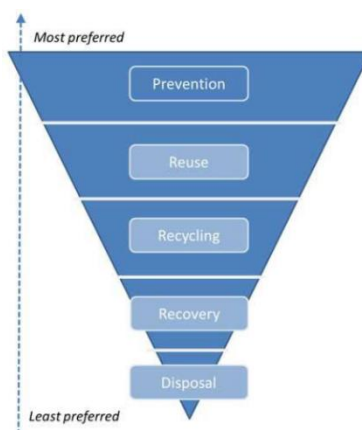 Most preferred
Prevention
Reuse
Recycling
Recovery
Disposal
Least preferred